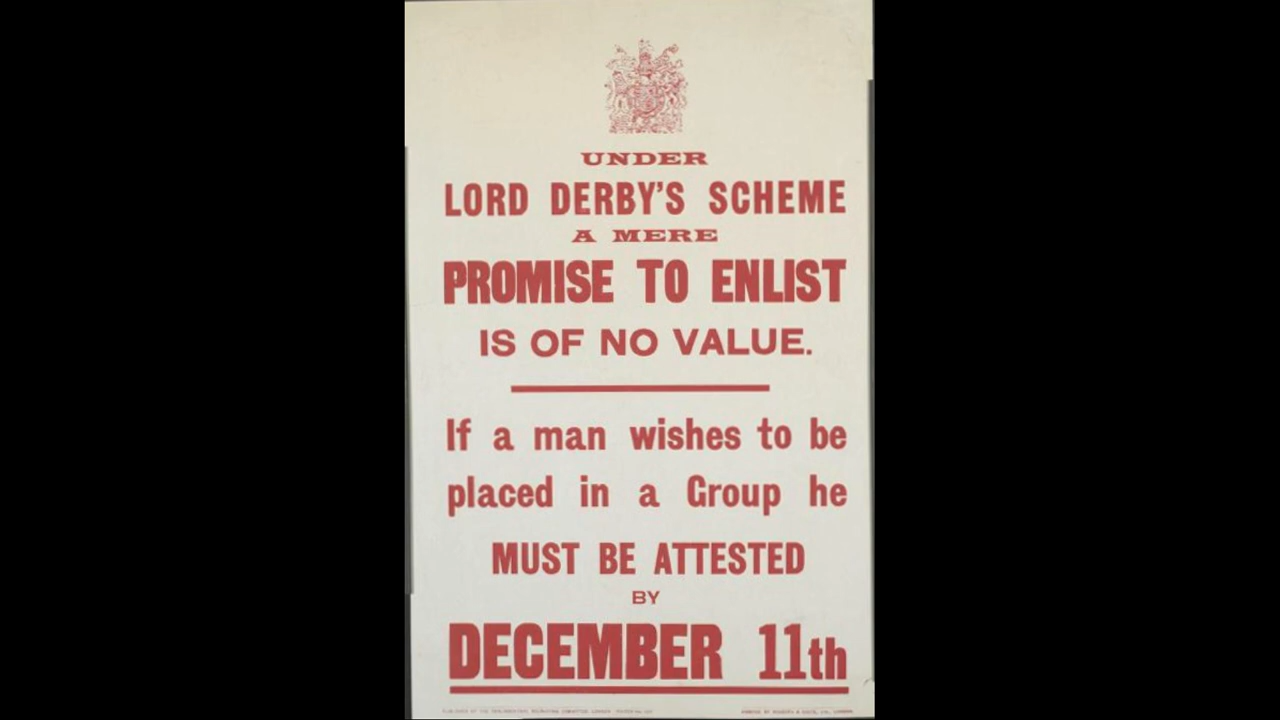 UNDER
LORD DERBY'S SCHEME
A MERE
PROMISE TO ENLIST
IS OF NO VALUE.
If a man wishes to be
placed in a Group he
MUST BE ATTESTED
BY
DECEMBER 11th